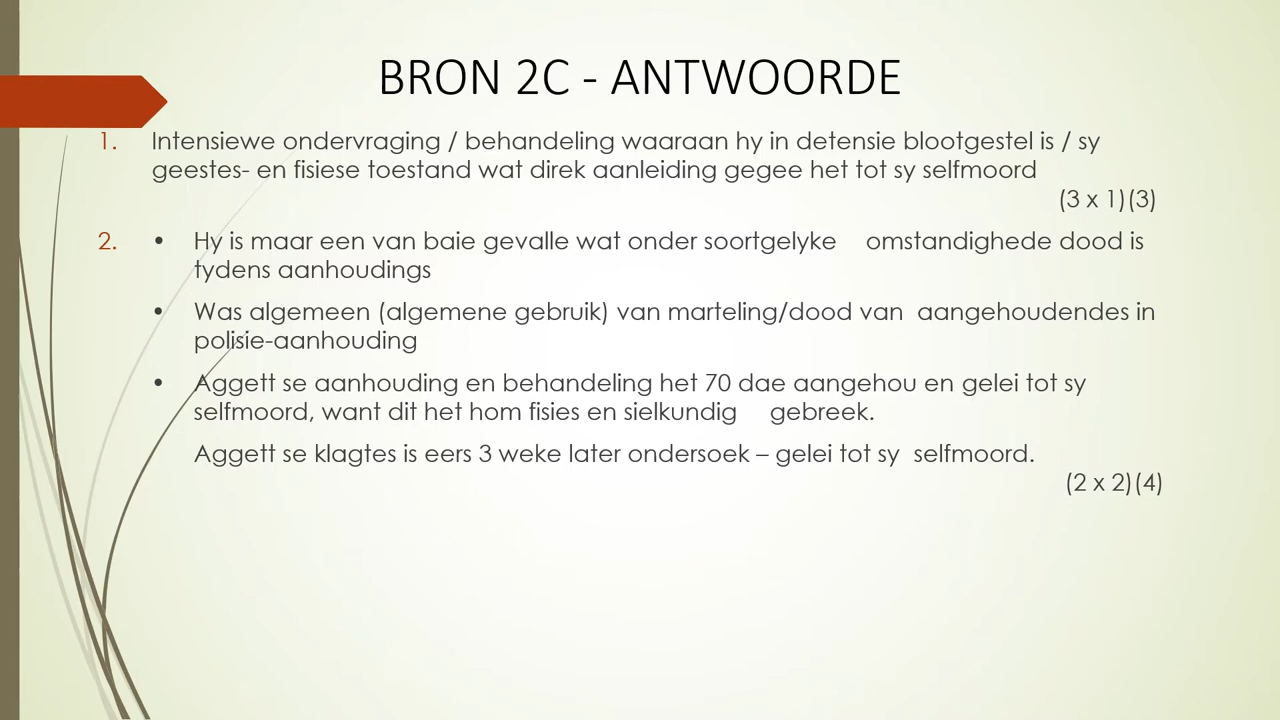 BRON 2C - ANTWOORDE
1. Intensiewe ondervraging / behandeling waaraan hy in detensie blootgestel is / sy
geestes- en fisiese toestand wat direk aanleiding gegee het tot sy selfmoord
(3 x 1)(3)
2. • Hy is maar een van baie gevalle wat onder soortgelyke omstandighede dood is
tydens aanhoudings
• Was algemeen (algemene gebruik) van marteling/dood van aangehoudendes in
polisie-aanhouding
• Aggett se aanhouding en behandeling het 70 dae aangehou en gelei tot sy
selfmoord, want dit het hom fisies en sielkundig gebreek.
Aggett se klagtes is eers 3 weke later ondersoek – gelei tot sy selfmoord.
(2 x 2)(4)